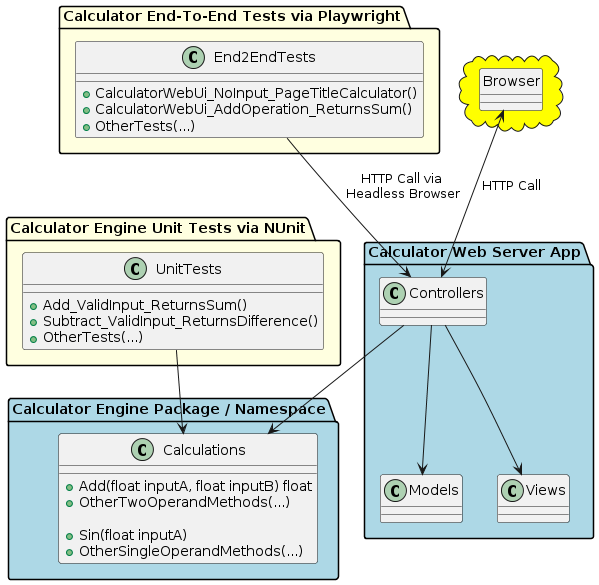 Calculator End-To-End Tests via Playwright
C End2EndTests
CalculatorWebUi_NoInput_PageTitleCalculator()
CalculatorWebUi_AddOperation_ReturnsSum()
OtherTests(...)
Browser
HTTP Call via
Headless Browser
HTTP Call
Calculator Engine Unit Tests via NUnit
C UnitTests
Add_ValidInput_ReturnsSum()
Subtract_ValidInput_ReturnsDifference()
OtherTests(...)
Calculator Web Server App
C Controllers
Calculator Engine Package / Namespace
C Calculations
Add(float inputA, float inputB) float
OtherTwoOperandMethods(...)
Sin(float inputA)
OtherSingleOperandMethods(...)
C Models
C Views